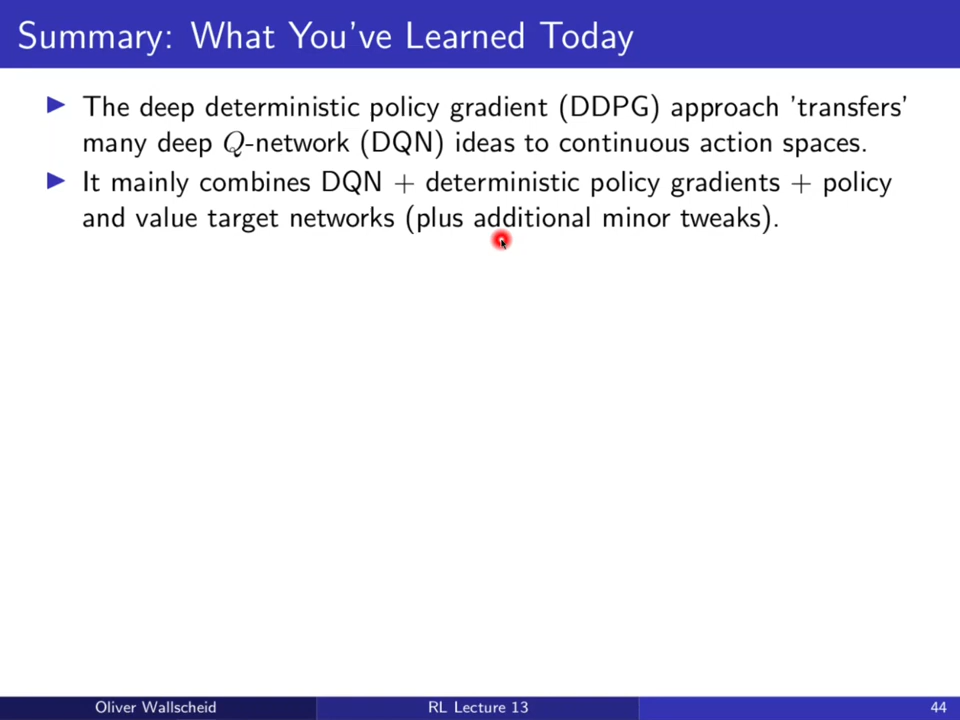 Summary: What You've Learned Today
The deep deterministic policy gradient (DDPG) approach 'transfers'
many deep Q-network (DQN) ideas to continuous action spaces.
It mainly combines DQN + deterministic policy gradients + policy
and value target networks (plus additional minor tweaks).
Oliver Wallscheid
RL Lecture 13
44